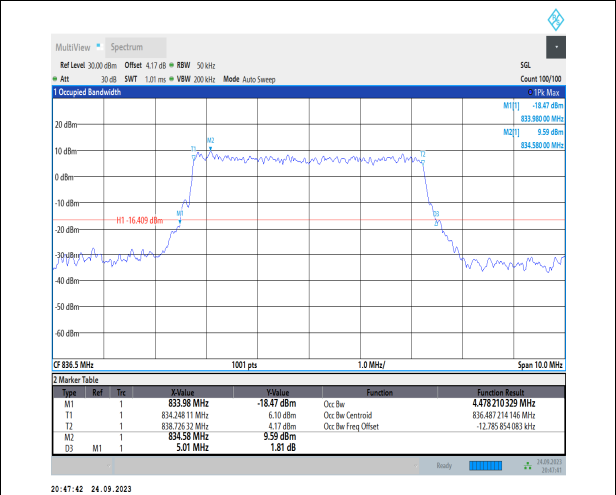 MultiView Spectrum
Ref Level 30.00 dBm Offset 4.17 dB RBW 50 kHz SGL
Att 30 dB SWT 1.01 ms VBW 200 kHz Mode Auto Sweep Count 100/100
1 Occupied Bandwidth 1Pk Max
M1[1] -18.47 dBm
833.980 00 MHz
M2[1] 9.59 dBm
834.580 00 MHz
20 dBm
M2
T1
T2
10 dBm
0 dBm
-10 dBm
M1
D3
H1 -16.409 dBm
-20 dBm
-30 dBm
-40 dBm
-50 dBm
-60 dBm
CF 836.5 MHz 1001 pts 1.0 MHz/ Span 10.0 MHz
2 Marker Table
Type Ref Trc X-Value Y-Value Function Function Result
M1 1 833.98 MHz -18.47 dBm Occ Bw 4.478 210 329 MHz
T1 1 834.248 11 MHz 6.10 dBm Occ Bw Centroid 836.487 214 146 MHz
T2 1 838.726 32 MHz 4.17 dBm Occ Bw Freq Offset -12.785 854 083 kHz
M2 1 834.58 MHz 9.59 dBm
D3 M1 1 5.01 MHz 1.81 dB
Ready 24.09.2023
20:47:41
20:47:42 24.09.2023